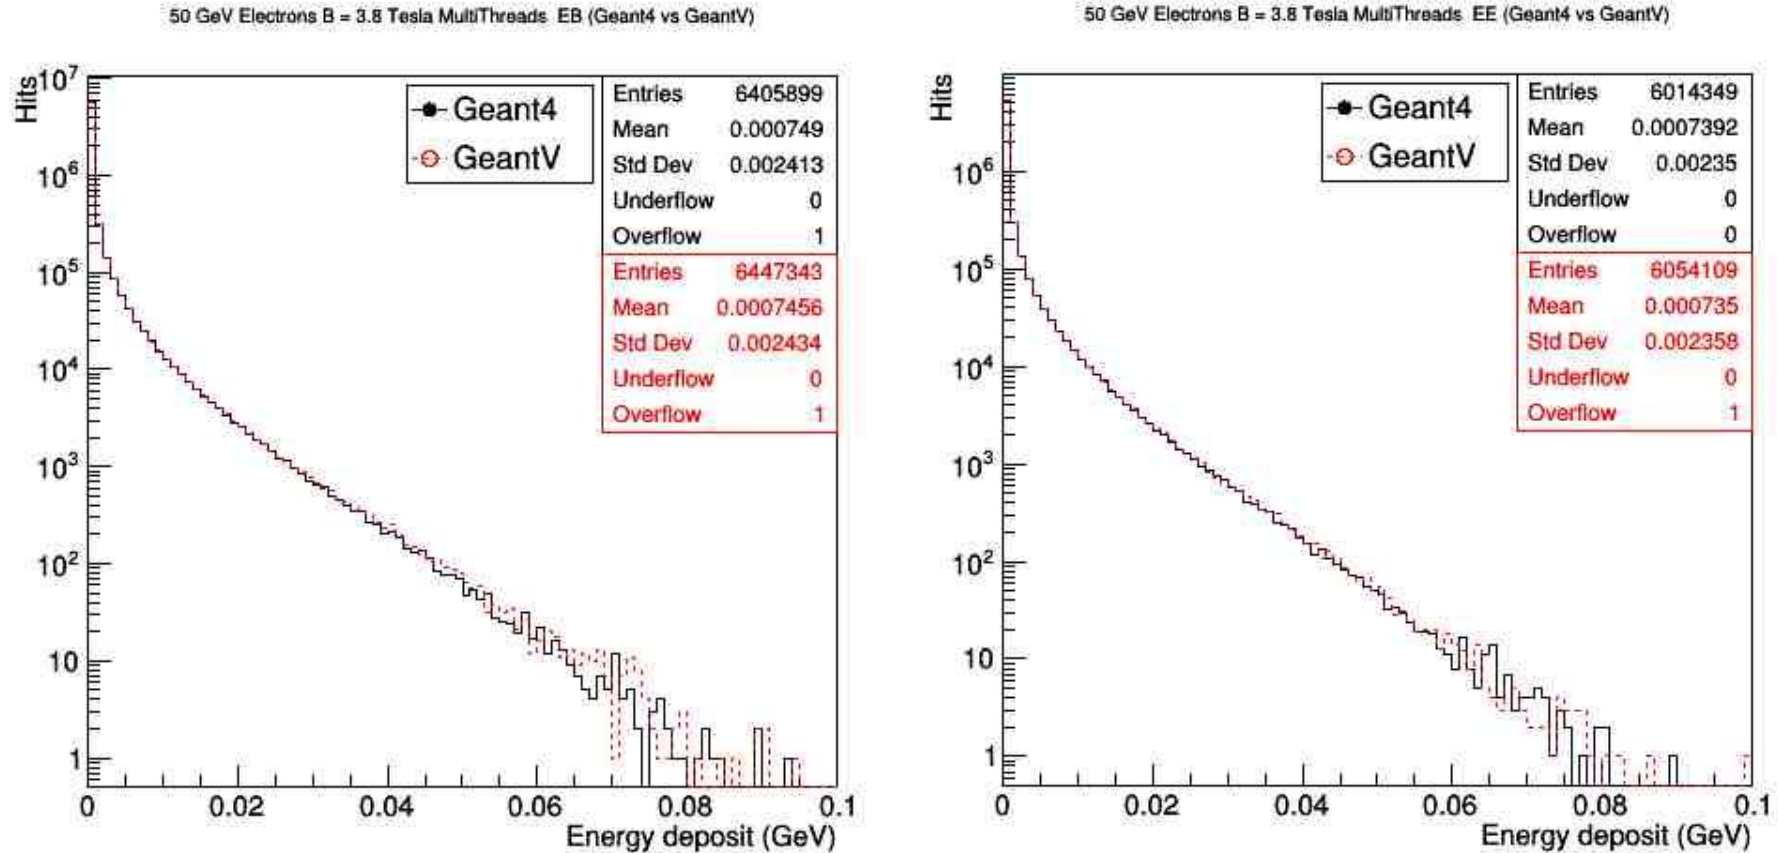 50 GeV Electrons B = 3.8 Tesla MultiThreads EB (Geant4 vs GeantV)
Hits
10^7
10^6
10^5
10^4
10^3
10^2
10
1
Geant4
GeantV
Entries 6405899
Mean 0.000749
Std Dev 0.002413
Underflow 0
Overflow 1
Entries 6447343
Mean 0.0007456
Std Dev 0.002434
Underflow 0
Overflow 1
0 0.02 0.04 0.06 0.08 0.1
Energy deposit (GeV)
50 GeV Electrons B = 3.8 Tesla MultiThreads EE (Geant4 vs GeantV)
Hits
10^6
10^5
10^4
10^3
10^2
10
1
Geant4
GeantV
Entries 6014349
Mean 0.0007392
Std Dev 0.00235
Underflow 0
Overflow 0
Entries 6054109
Mean 0.000735
Std Dev 0.002358
Underflow 0
Overflow 1
0 0.02 0.04 0.06 0.08 0.1
Energy deposit (GeV)